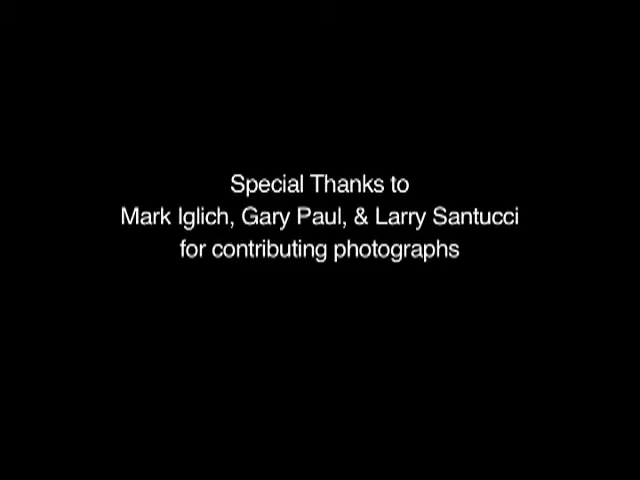 Special Thanks to
Mark Iglich, Gary Paul, & Larry Santucci
for contributing photographs